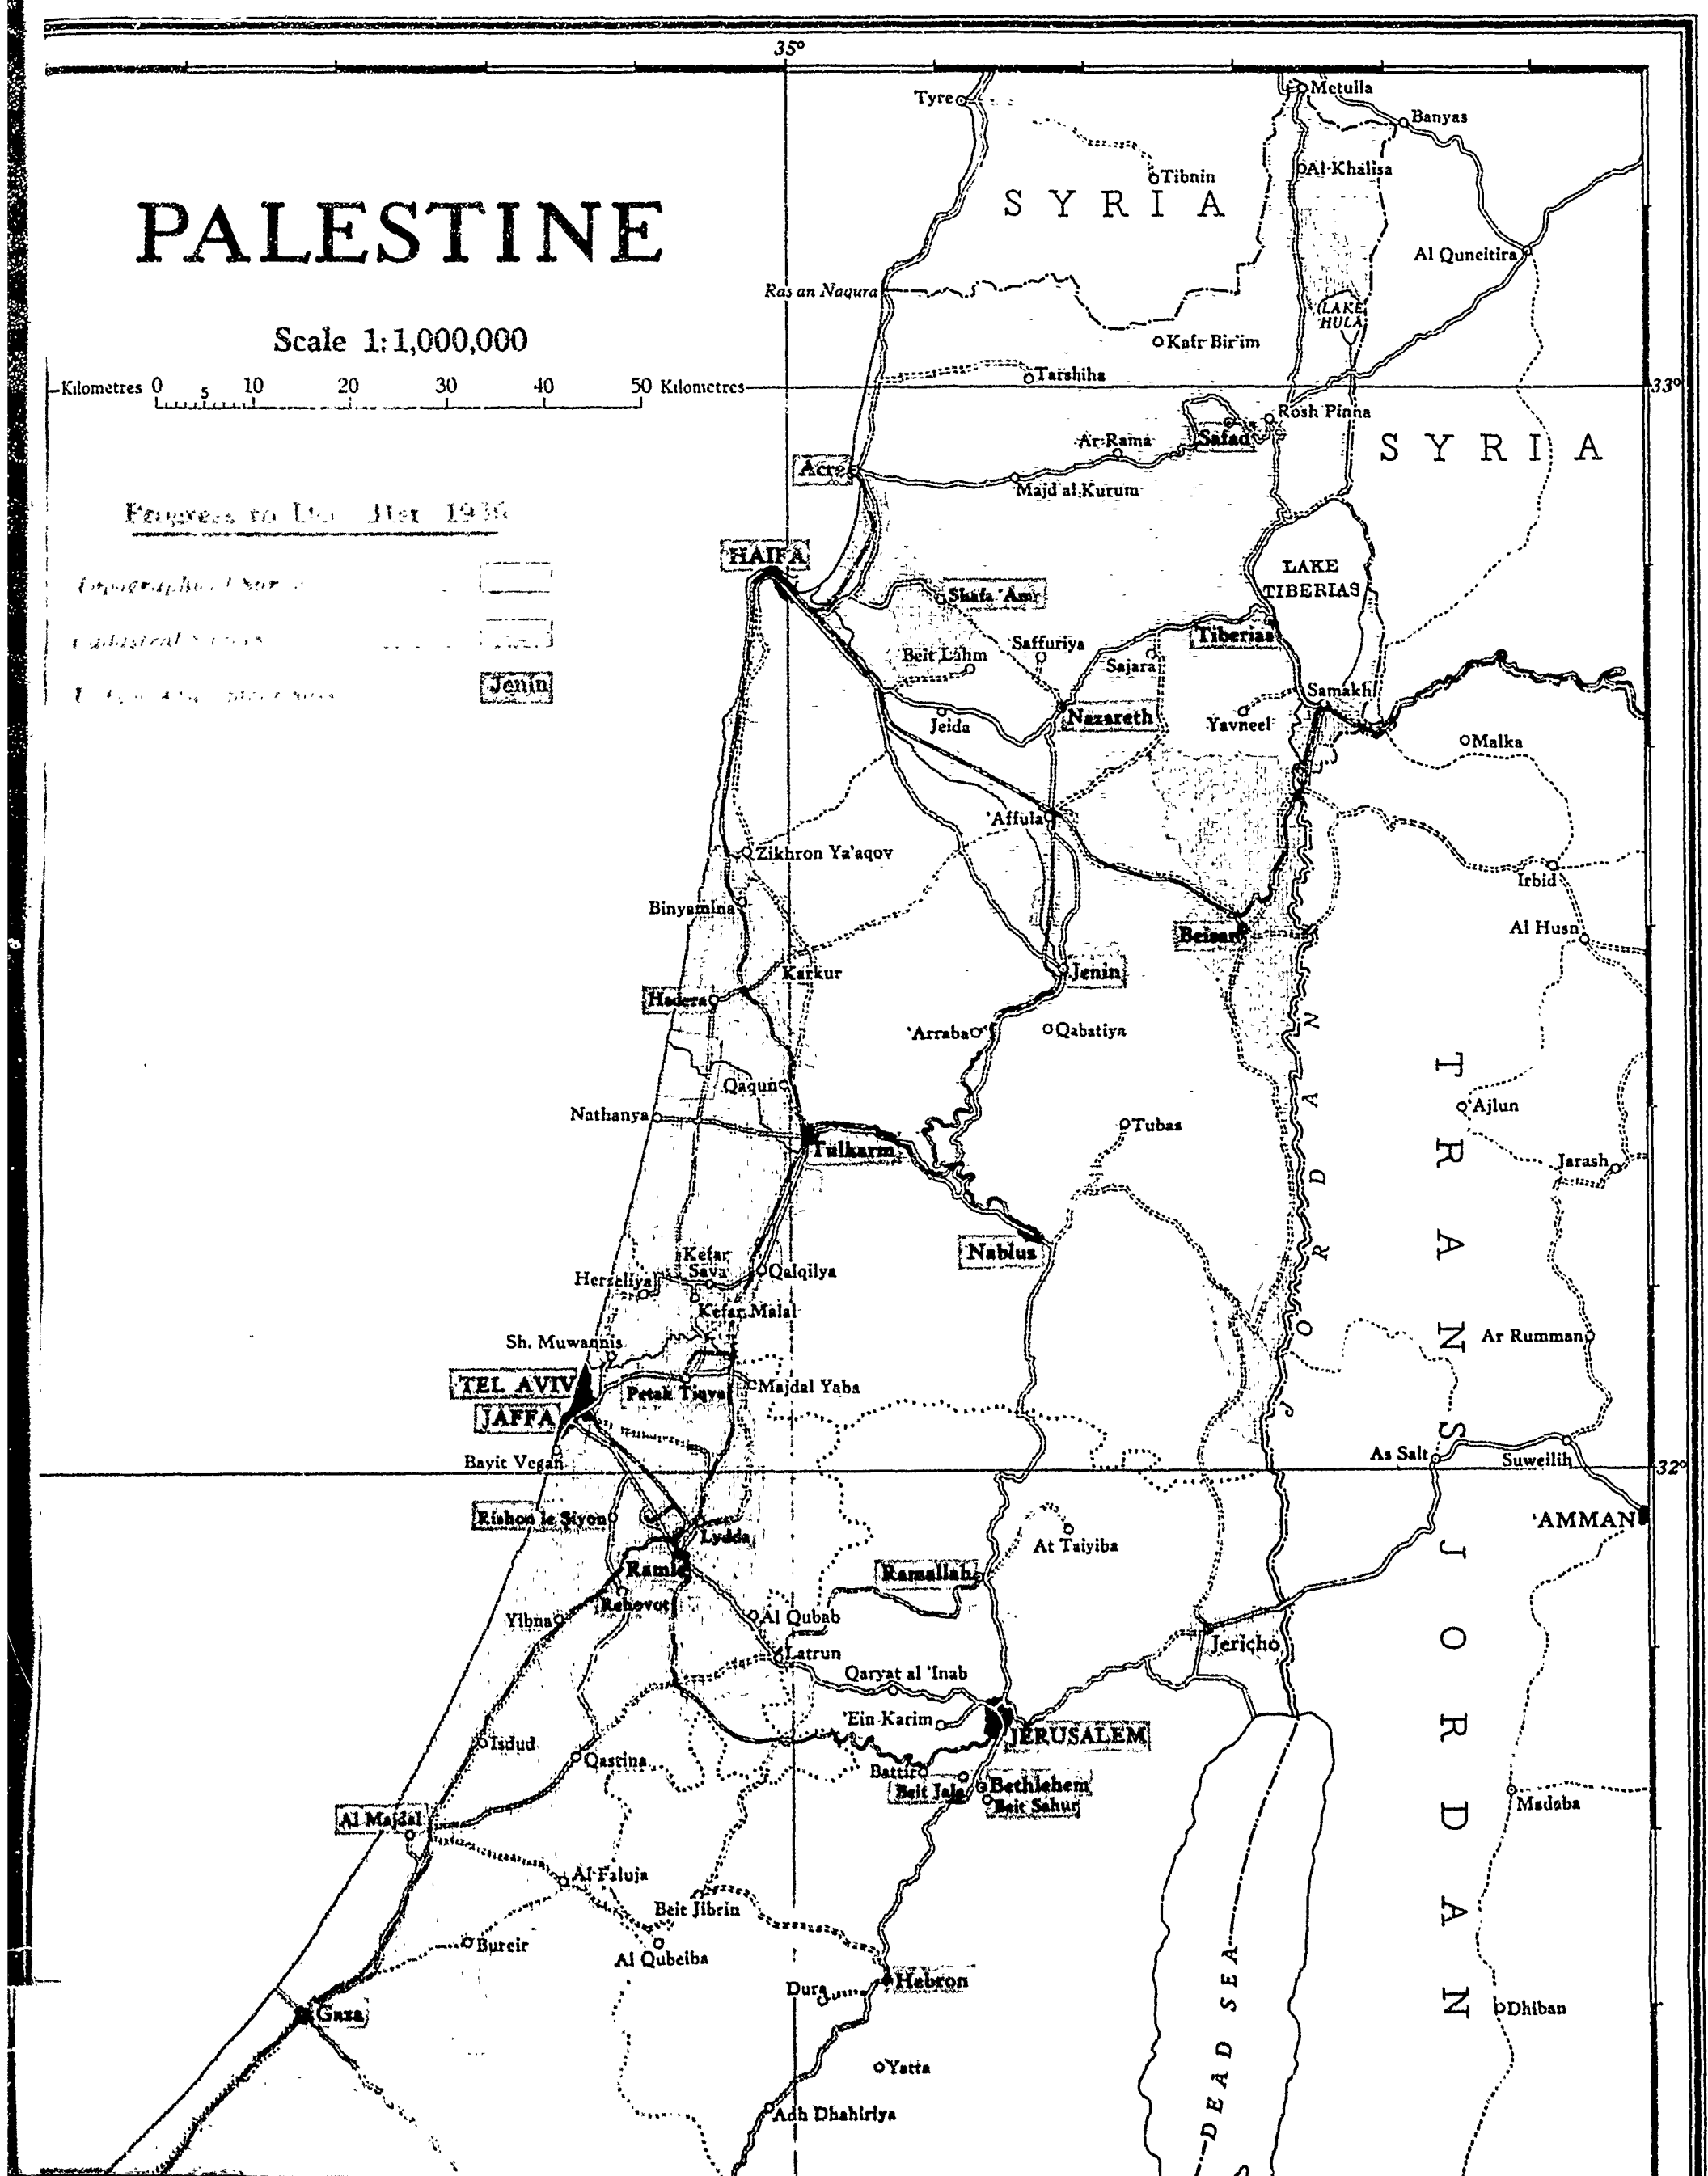 35°
Tyre
Metulla
Banyas
Al-Khalisa
Tibnin
SYRIA
PALESTINE
Al Quneitira
Ras an Naqura
LAKE
HULA
Scale 1:1,000,000
Kafr Bir'im
Tarshiha
Kilometres 0 5 10 20 30 40 50 Kilometres
33°
Rosh Pinna
Safad
Ar-Rama
SYRIA
Acre
Majd al Kurum
Progress to
HAIFA
LAKE
TIBERIAS
Shafa 'Amr
Tiberias
Saffuriya
Beit Lahm
Sajara
Jenin
Samakh
Nazareth
Jeida
Yavneel
Malka
'Affula
Zikhron Ya'aqov
Irbid
Binyamina
Al Husn
Beisan
Karkur
Jenin
Hadera
'Arraba
Qabatiya
Qaqun
Nathanya
'Ajlun
Tubas
Tulkarm
Jarash
JORDAN
Nablus
Kefar
Sava
Qalqilya
Herzeliya
Kefar Malal
Ar Rumman
Sh. Muwannis
TEL AVIV
Petah Tiqva
Majdal Yaba
JAFFA
As Salt
Suweilih
Bayit Vegan
32°
Rishon le Siyon
'AMMAN
Lydda
At Taiyiba
Ramle
Ramallah
Rehovot
Yibna
Al Qubab
Jericho
Latrun
Qaryat al 'Inab
'Ein Karim
JERUSALEM
Isdud
Qastina
Battir
Beit Jala
Bethlehem
Beit Sahur
Madaba
Al Majdal
Al-Faluja
Beit Jibrin
Bureir
Al Qubeiba
Hebron
Dura
Gaza
Dhiban
Yatta
Adh Dhahiriya
DEAD SEA
TRANSJORDAN